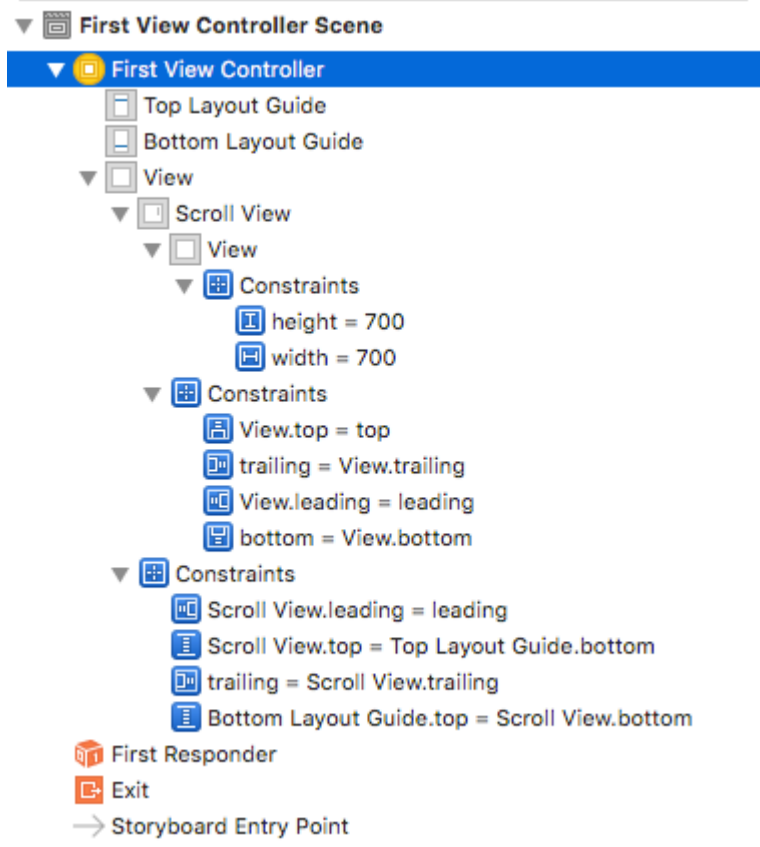 First View Controller Scene
First View Controller
Top Layout Guide
Bottom Layout Guide
View
Scroll View
View
Constraints
height = 700
width = 700
Constraints
View.top = top
trailing = View.trailing
View.leading = leading
bottom = View.bottom
Constraints
Scroll View.leading = leading
Scroll View.top = Top Layout Guide.bottom
trailing = Scroll View.trailing
Bottom Layout Guide.top = Scroll View.bottom
First Responder
Exit
Storyboard Entry Point